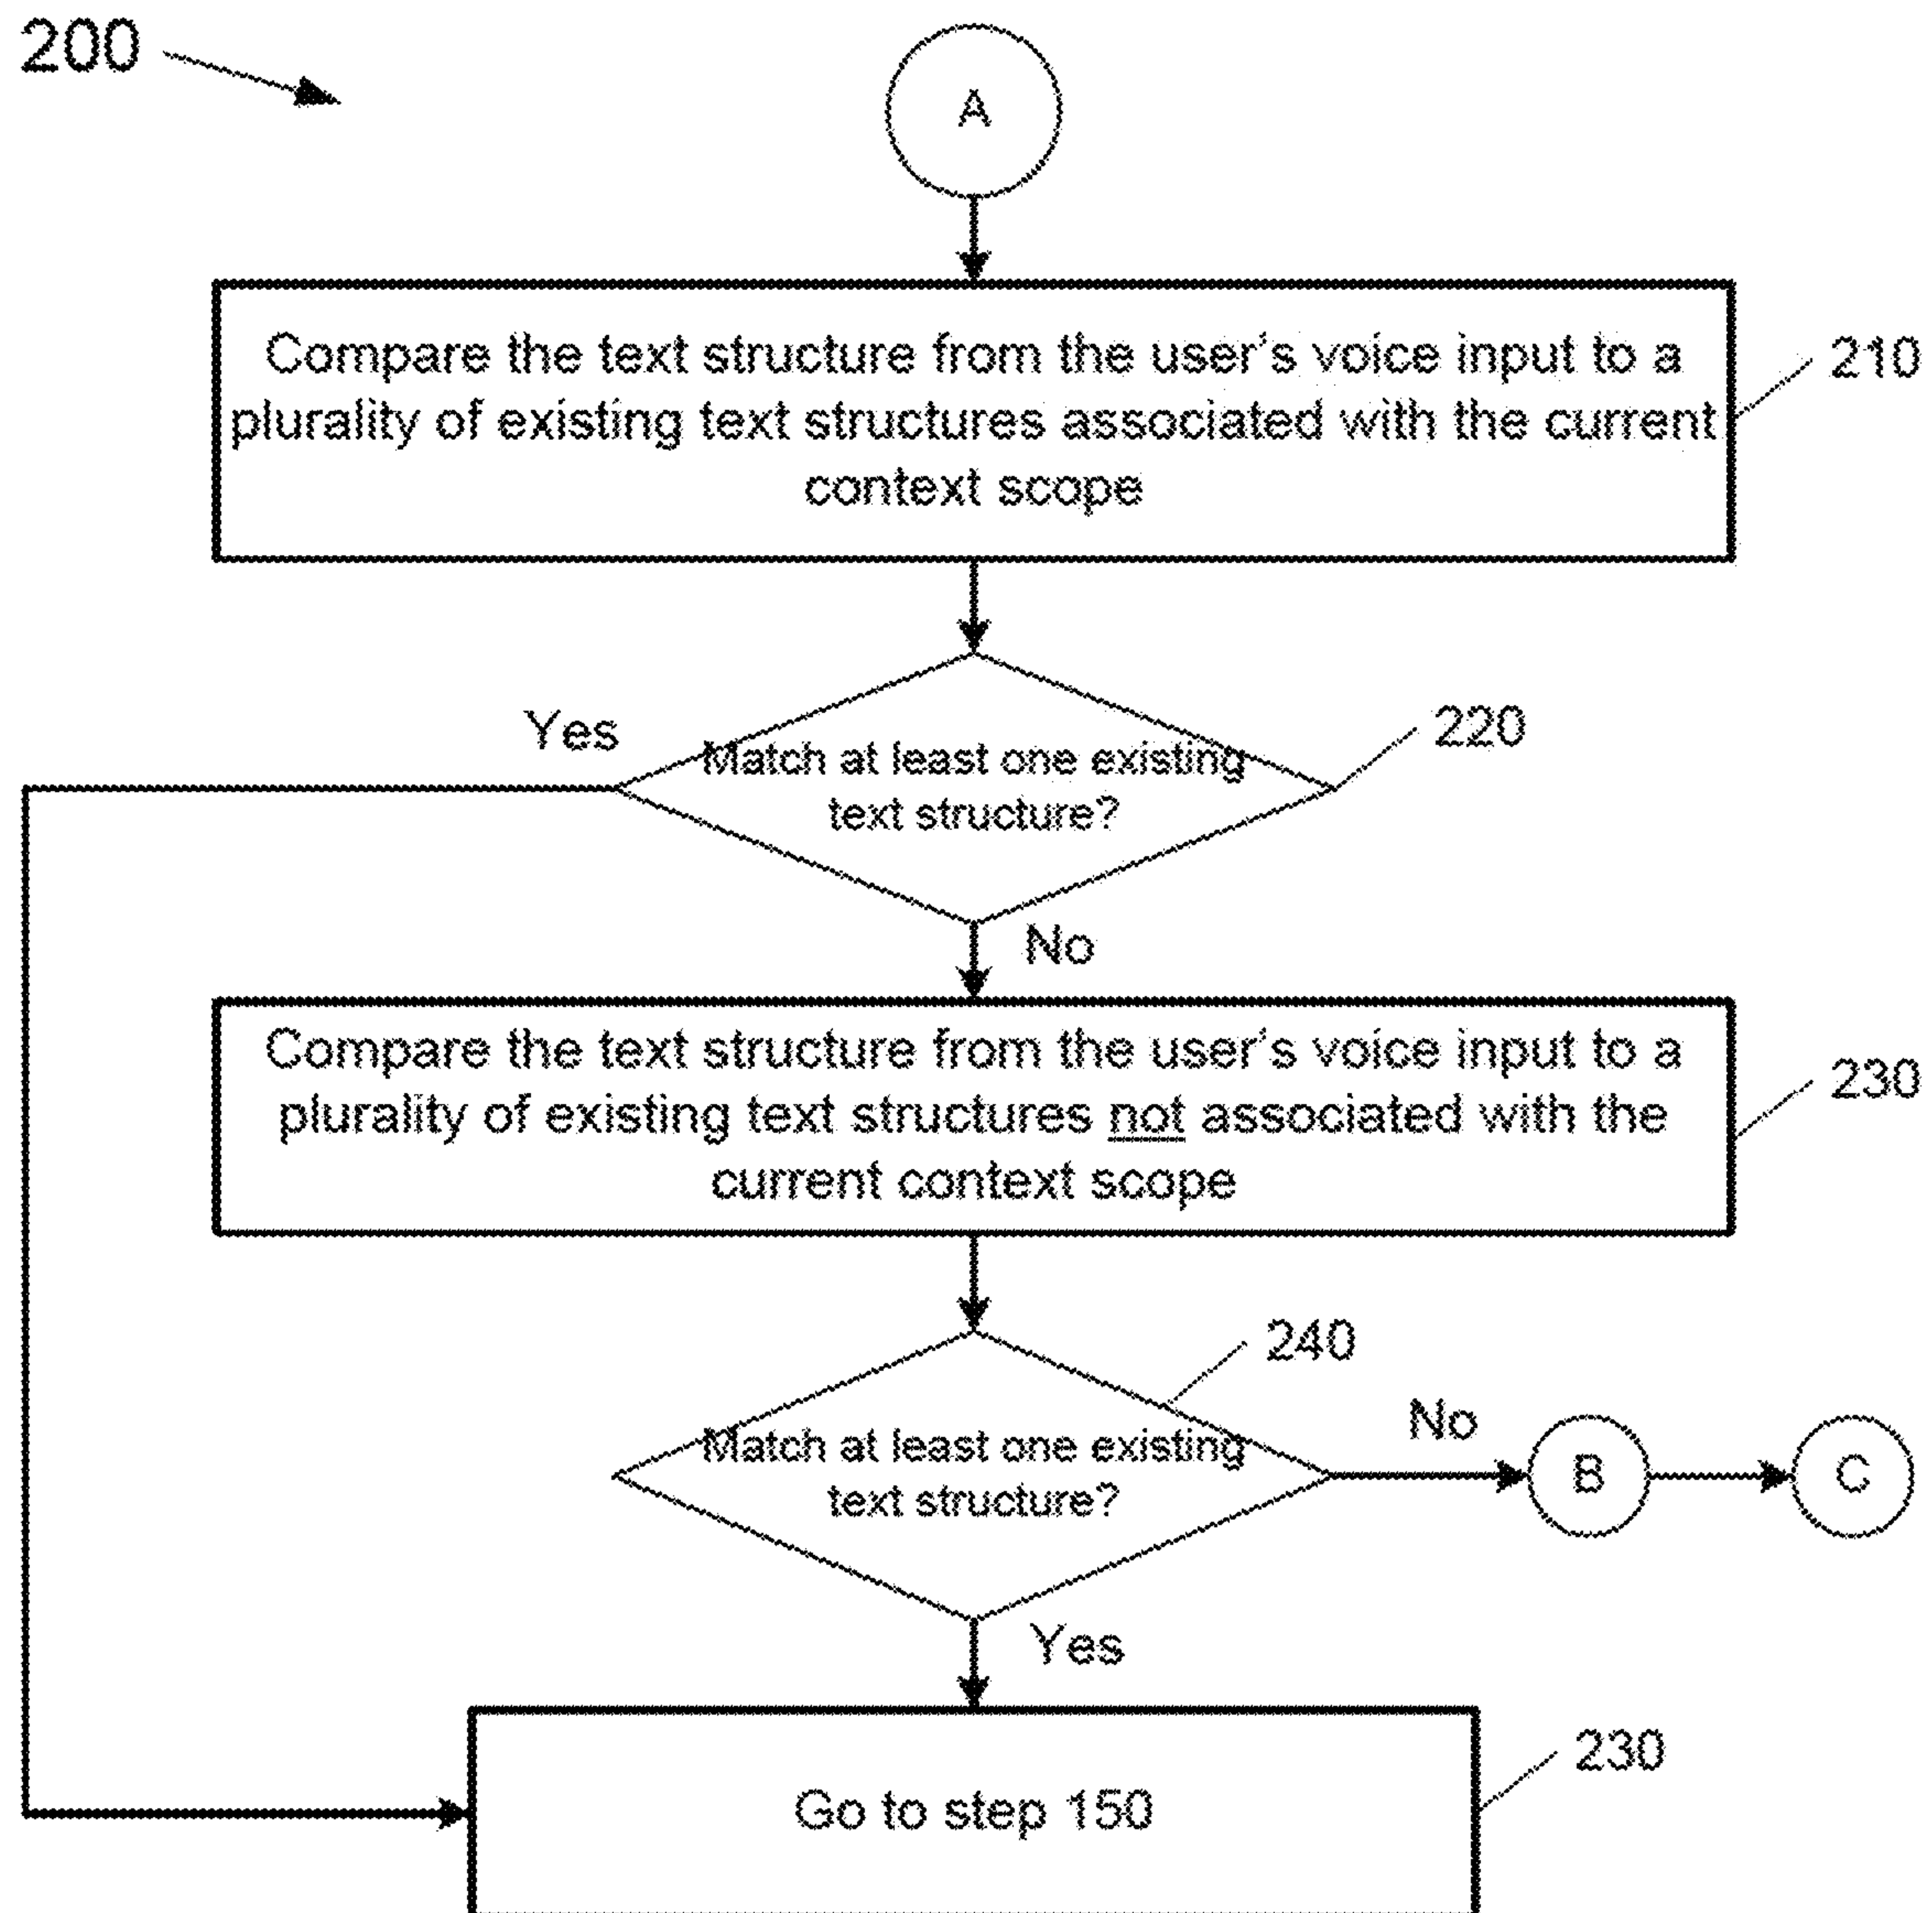 200
A
Compare the text structure from the user's voice input to a
plurality of existing text structures associated with the current
context scope
210
Yes
Match at least one existing
text structure?
220
No
Compare the text structure from the user's voice input to a
plurality of existing text structures not associated with the
current context scope
230
240
Match at least one existing
text structure?
No
B
C
Yes
Go to step 150
230